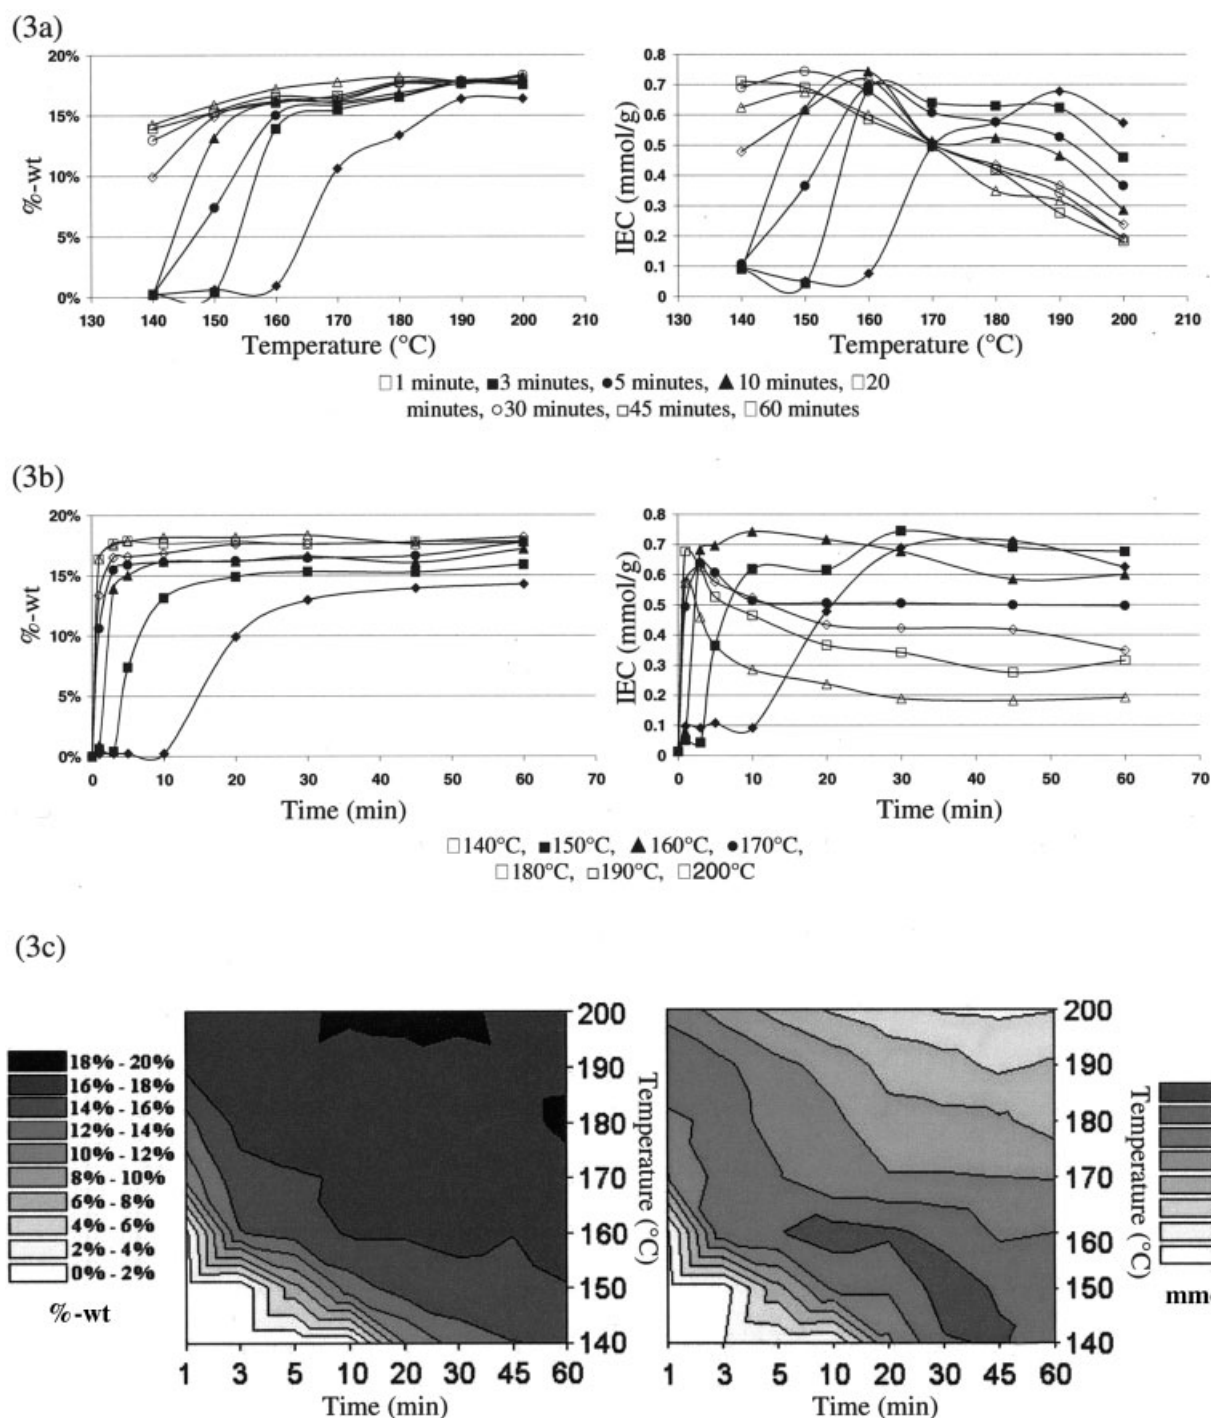 (3a)
20%
15%
10%
5%
0%
%-wt
130 140 150 160 170 180 190 200 210
Temperature (°C)
0.8
0.7
0.6
0.5
0.4
0.3
0.2
0.1
0
IEC (mmol/g)
130 140 150 160 170 180 190 200 210
Temperature (°C)
□1 minute, ■3 minutes, ●5 minutes, ▲10 minutes, □20
minutes, ○30 minutes, □45 minutes, □60 minutes
(3b)
20%
15%
10%
5%
0%
%-wt
0 10 20 30 40 50 60 70
Time (min)
0.8
0.7
0.6
0.5
0.4
0.3
0.2
0.1
0
IEC (mmol/g)
0 10 20 30 40 50 60 70
Time (min)
□140°C, ■150°C, ▲160°C, ●170°C,
□180°C, □190°C, □200°C
(3c)
18% - 20%
16% - 18%
14% - 16%
12% - 14%
10% - 12%
8% - 10%
6% - 8%
4% - 6%
2% - 4%
0% - 2%
%-wt
200
190
180
170
160
150
140
Temperature (°C)
1 3 5 10 20 30 45 60
Time (min)
200
190
180
170
160
150
140
Temperature (°C)
1 3 5 10 20 30 45 60
Time (min)
mm